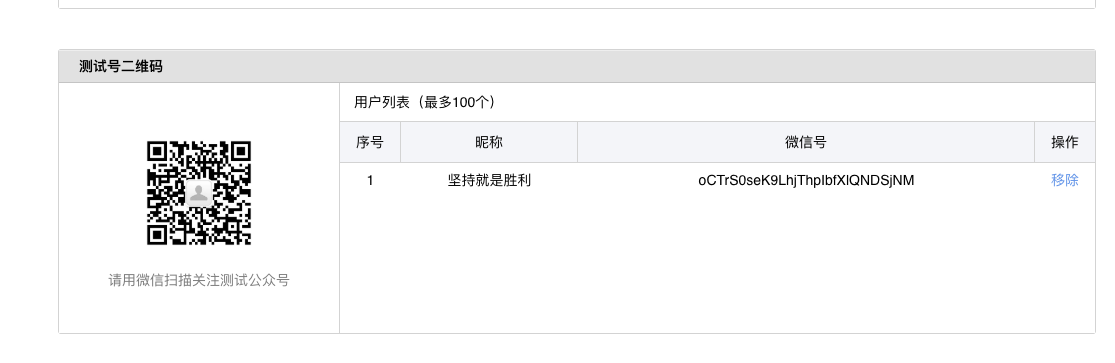 测试号二维码
用户列表（最多100个）
序号 昵称 微信号 操作
1 坚持就是胜利 oCTrS0seK9LhjThpIbfXlQNDSjNM 移除
请用微信扫描关注测试公众号